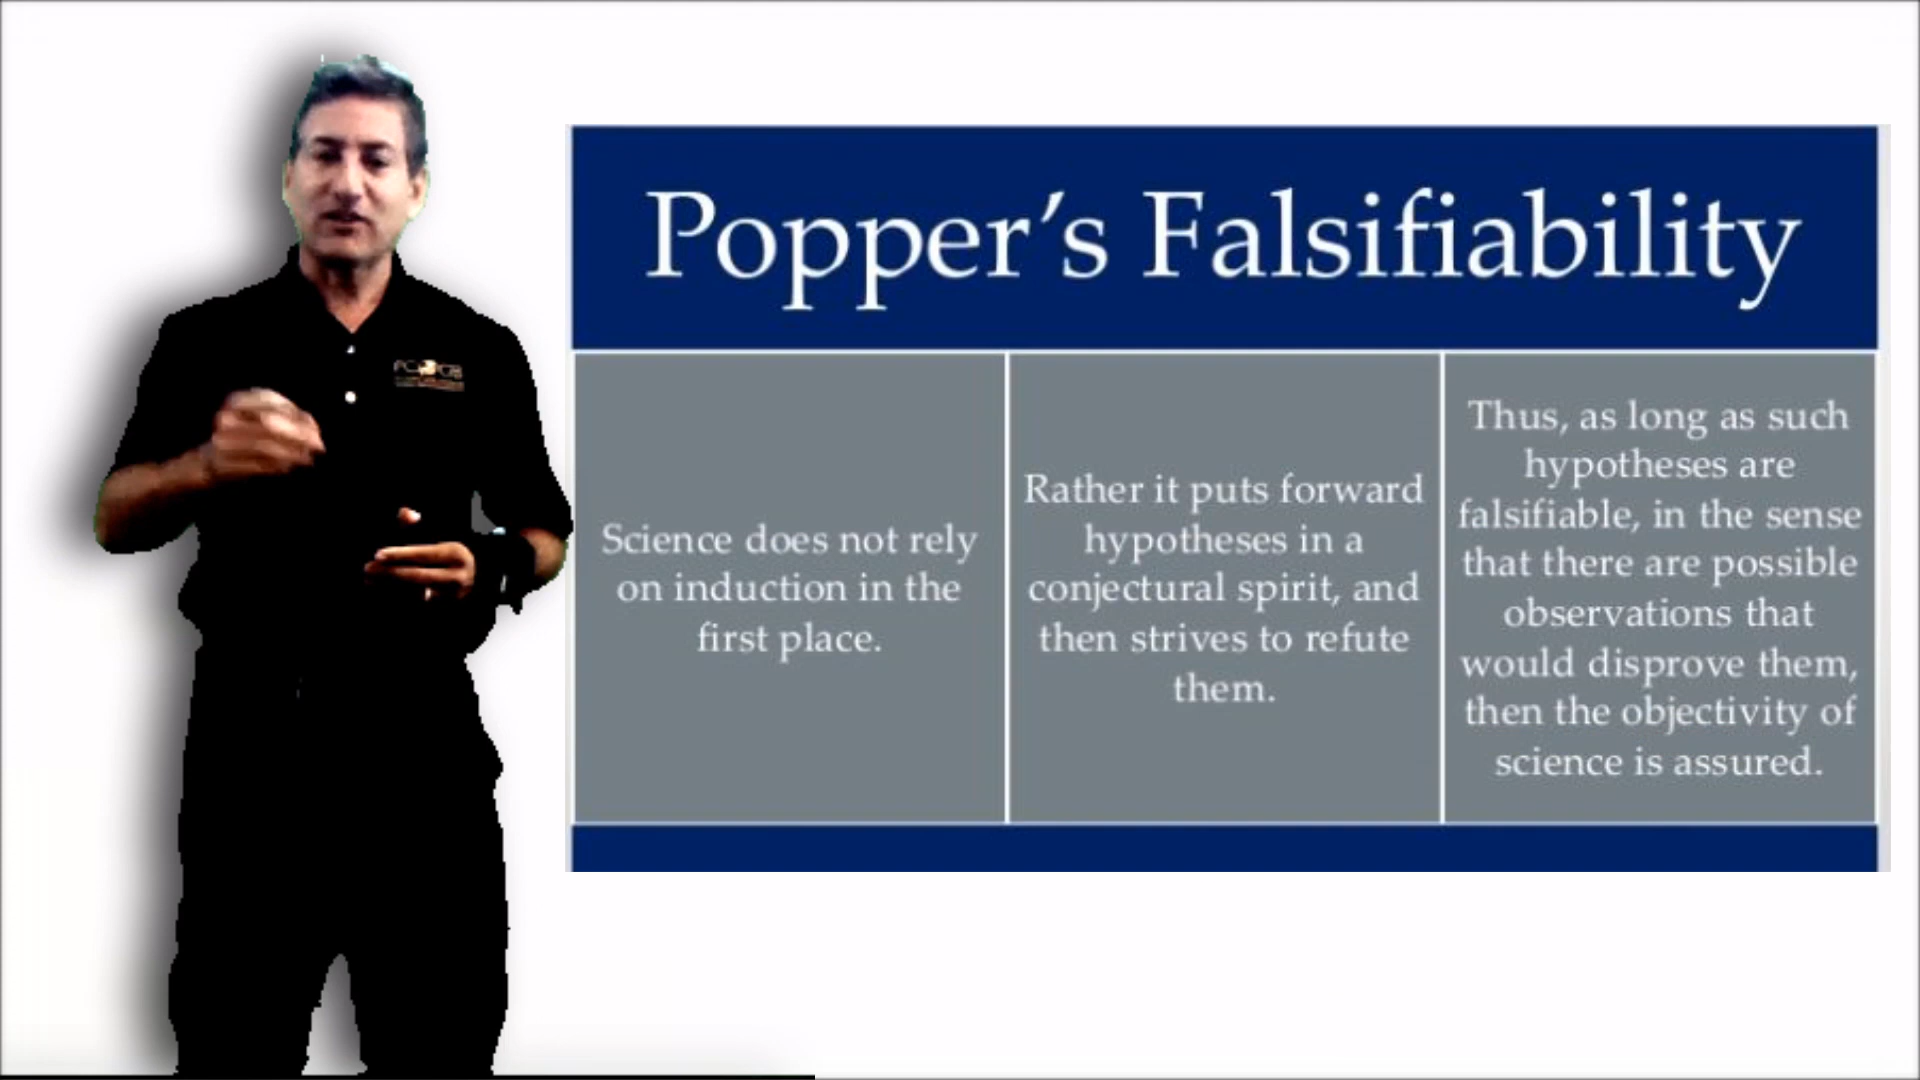 Popper’s Falsifiability
Science does not rely
on induction in the
first place.
Rather it puts forward
hypotheses in a
conjectural spirit, and
then strives to refute
them.
Thus, as long as such
hypotheses are
falsifiable, in the sense
that there are possible
observations that
would disprove them,
then the objectivity of
science is assured.